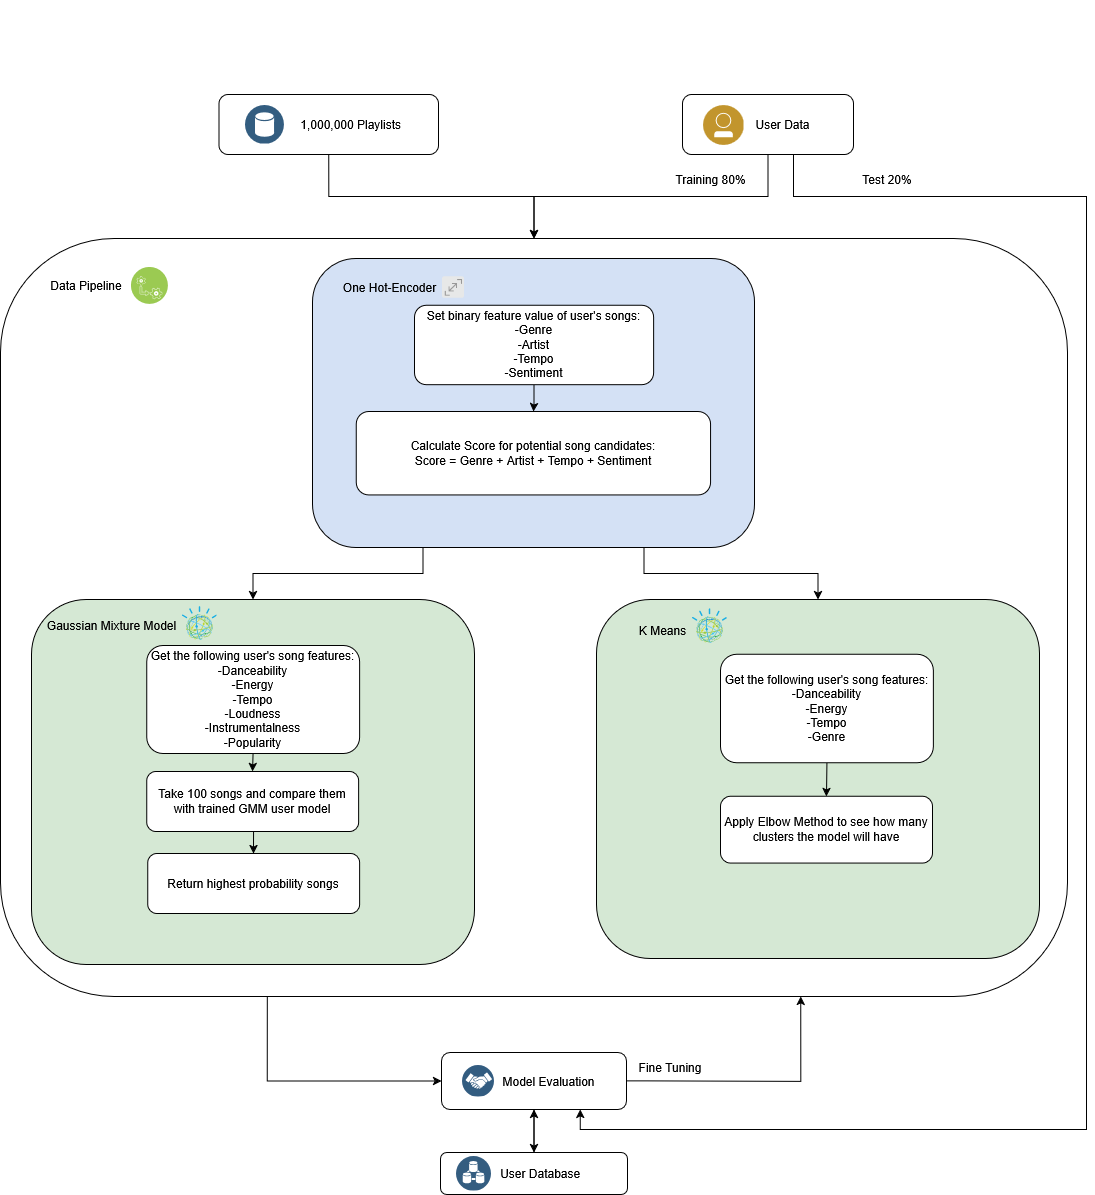 1,000,000 Playlists
User Data
Training 80%
Test 20%
Data Pipeline
One Hot-Encoder
Set binary feature value of user's songs:
-Genre
-Artist
-Tempo
-Sentiment
Calculate Score for potential song candidates:
Score = Genre + Artist + Tempo + Sentiment
Gaussian Mixture Model
Get the following user's song features:
-Danceability
-Energy
-Tempo
-Loudness
-Instrumentalness
-Popularity
Take 100 songs and compare them
with trained GMM user model
Return highest probability songs
K Means
Get the following user's song features:
-Danceability
-Energy
-Tempo
-Genre
Apply Elbow Method to see how many
clusters the model will have
Model Evaluation
Fine Tuning
User Database